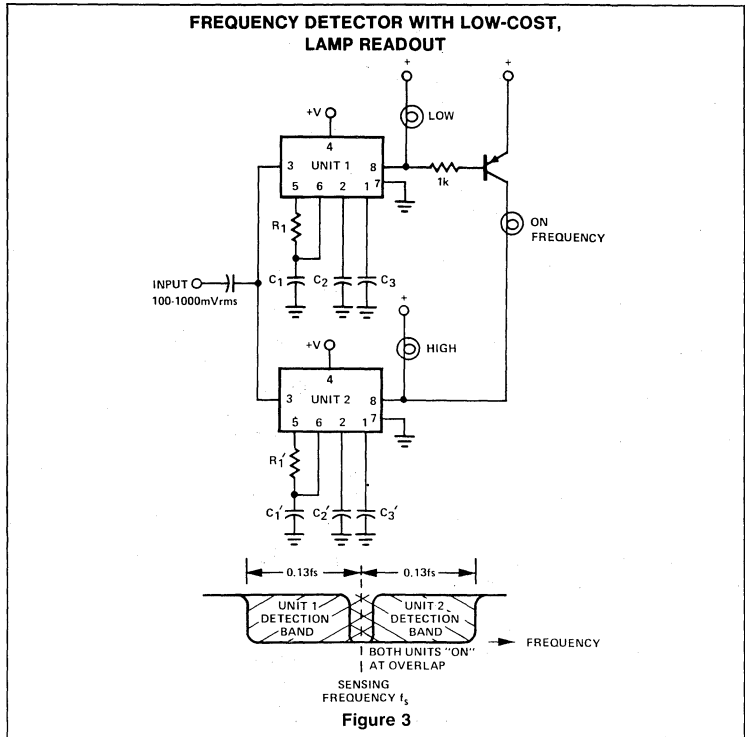 FREQUENCY DETECTOR WITH LOW-COST,
LAMP READOUT
+
+
+V
LOW
4
3
UNIT 1
8
7
5
6
2
1
1k
R1
ON
FREQUENCY
INPUT
100-1000mVrms
C1
C2
C3
+
+V
HIGH
4
3
UNIT 2
8
7
5
6
2
1
R1'
C1'
C2'
C3'
0.13fs
0.13fs
UNIT 1
DETECTION
BAND
UNIT 2
DETECTION
BAND
FREQUENCY
BOTH UNITS "ON"
AT OVERLAP
SENSING
FREQUENCY fs
Figure 3